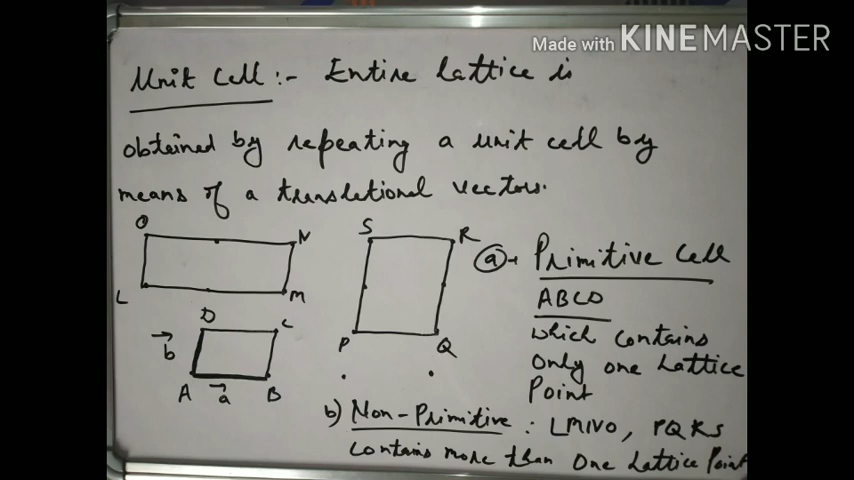 Made with KINEMASTER
Unit Cell :- Entire lattice is
obtained by repeating a unit cell by
means of a translational vectors.
O N
L M
S R
P Q
D C
A B
b
a
a) Primitive Cell
ABCD
which contains
only one Lattice
Point
b) Non-Primitive : LMNO, PQRS
Contains more than One Lattice Point